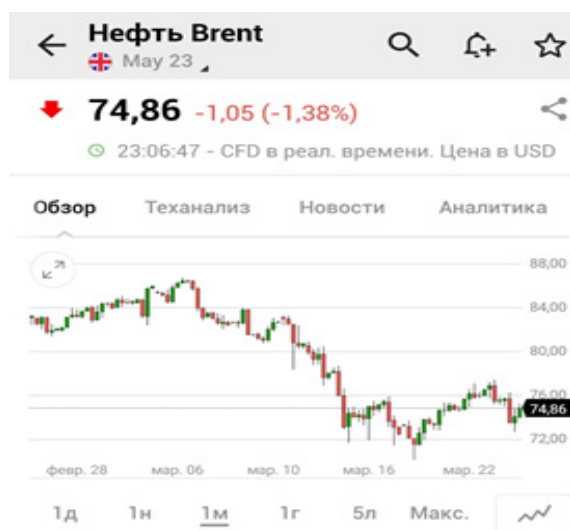 Нефть Brent
May 23
74,86 -1,05 (-1,38%)
23:06:47 - CFD в реал. времени. Цена в USD
Обзор Теханализ Новости Аналитика
88,00
84,00
80,00
76,00
74,86
72,00
февр. 28 мар. 06 мар. 10 мар. 16 мар. 22
1д 1н 1м 1г 5л Макс.